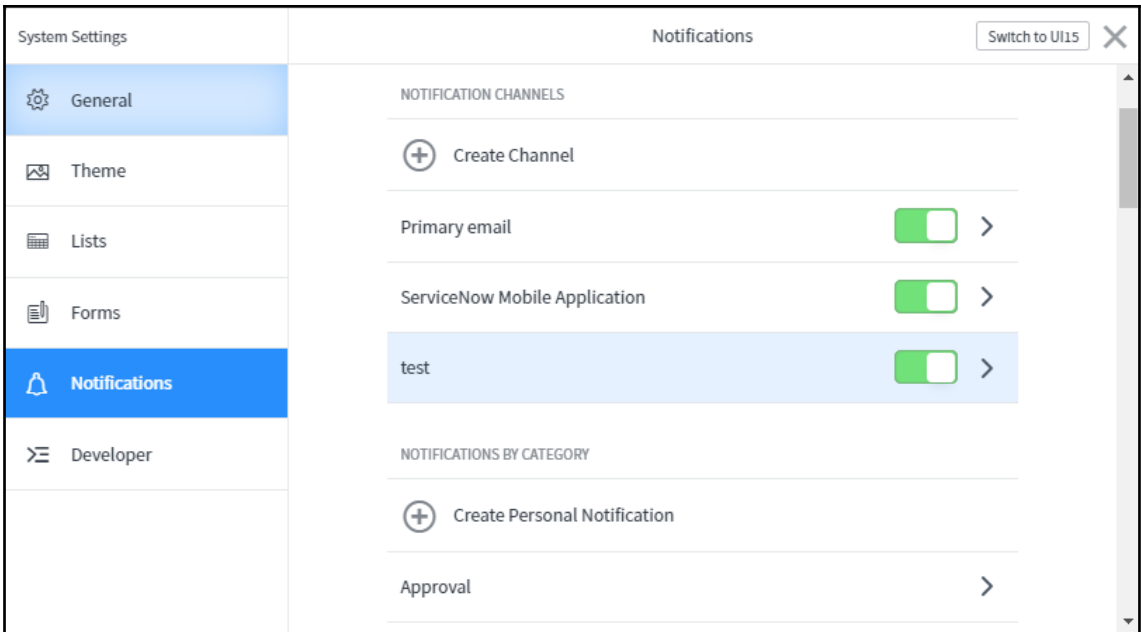 System Settings
Notifications
Switch to UI15
General
Theme
Lists
Forms
Notifications
Developer
NOTIFICATION CHANNELS
Create Channel
Primary email
ServiceNow Mobile Application
test
NOTIFICATIONS BY CATEGORY
Create Personal Notification
Approval